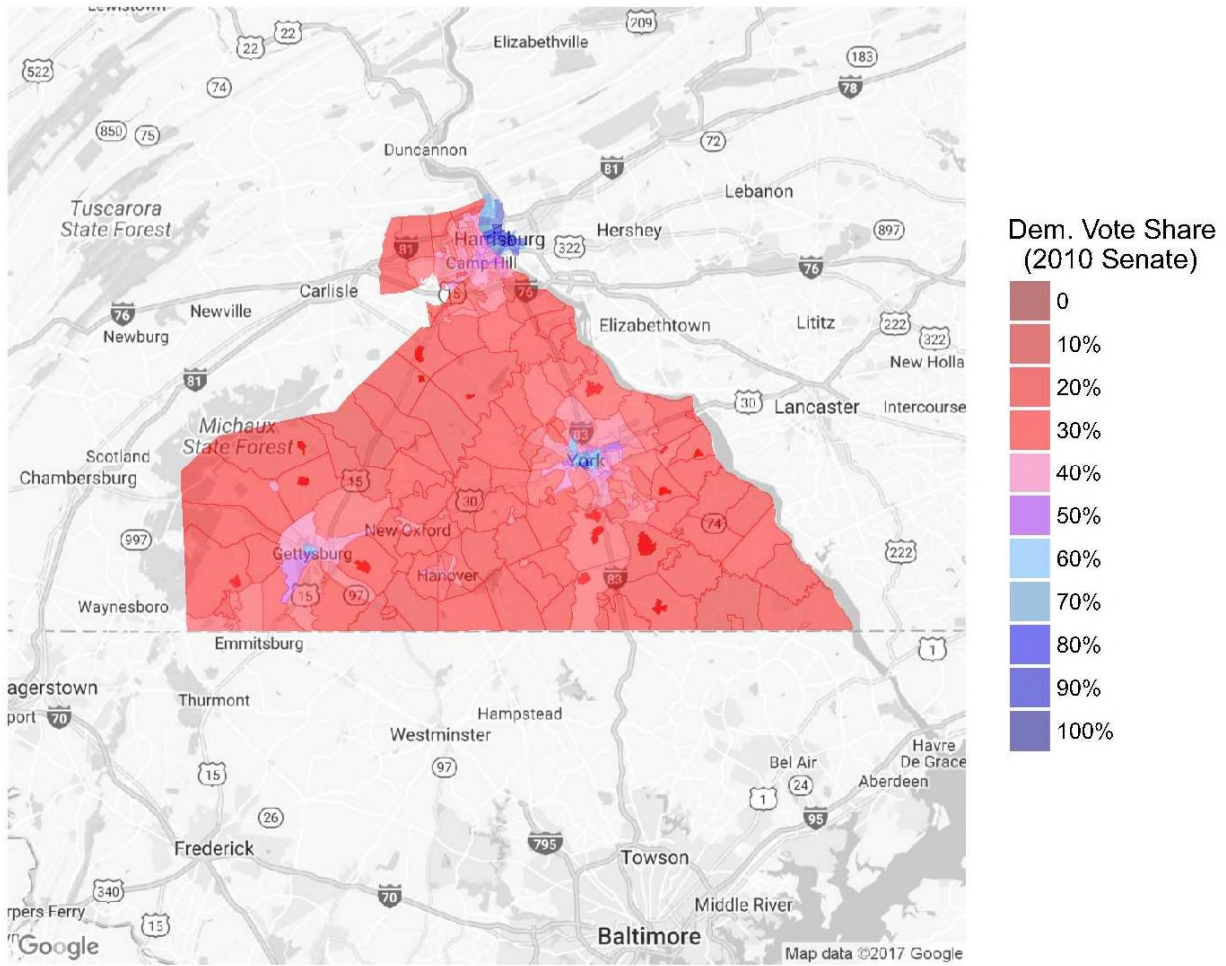 Lewistown
22
22
209
Elizabethville
522
183
74
78
850
75
72
Duncannon
81
Lebanon
Tuscarora
State Forest
Hershey
897
Harrisburg
322
81
Camp Hill
76
Carlisle
15
76
Newville
76
Elizabethtown
Lititz
222
322
Newburg
New Holla
81
30
Lancaster
Intercourse
Michaux
State Forest
83
Scotland
York
Chambersburg
15
30
74
997
New Oxford
Gettysburg
222
Hanover
83
15
97
Waynesboro
Emmitsburg
1
agerstown
Thurmont
port
70
Hampstead
Westminster
Havre
De Grace
97
Bel Air
15
24
Aberdeen
1
26
95
795
Frederick
Towson
340
70
Middle River
rpers Ferry
15
Baltimore
Google
Map data ©2017 Google
Dem. Vote Share
(2010 Senate)
0
10%
20%
30%
40%
50%
60%
70%
80%
90%
100%